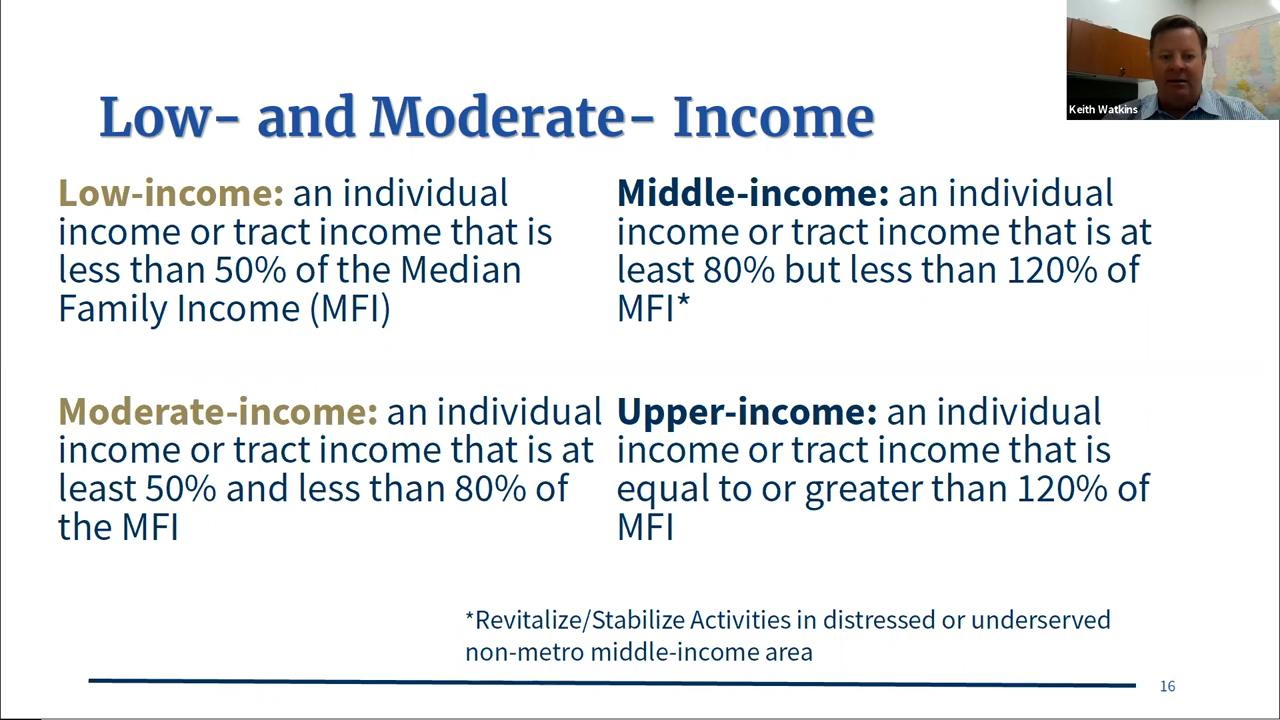 Keith Watkins
Low- and Moderate- Income
Low-income: an individual
income or tract income that is
less than 50% of the Median
Family Income (MFI)
Moderate-income: an individual
income or tract income that is at
least 50% and less than 80% of
the MFI
Middle-income: an individual
income or tract income that is at
least 80% but less than 120% of
MFI*
Upper-income: an individual
income or tract income that is
equal to or greater than 120% of
MFI
*Revitalize/Stabilize Activities in distressed or underserved
non-metro middle-income area
16